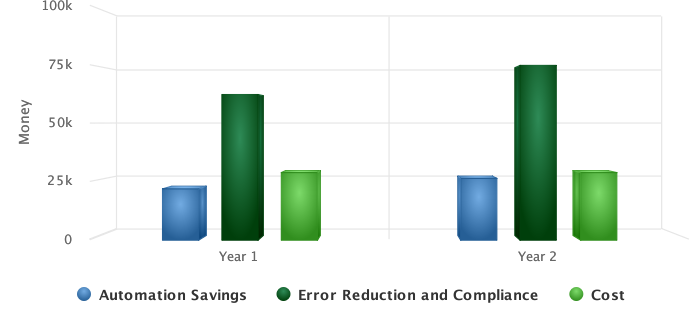 100k
75k
50k
25k
0
Money
Year 1
Year 2
Automation Savings
Error Reduction and Compliance
Cost